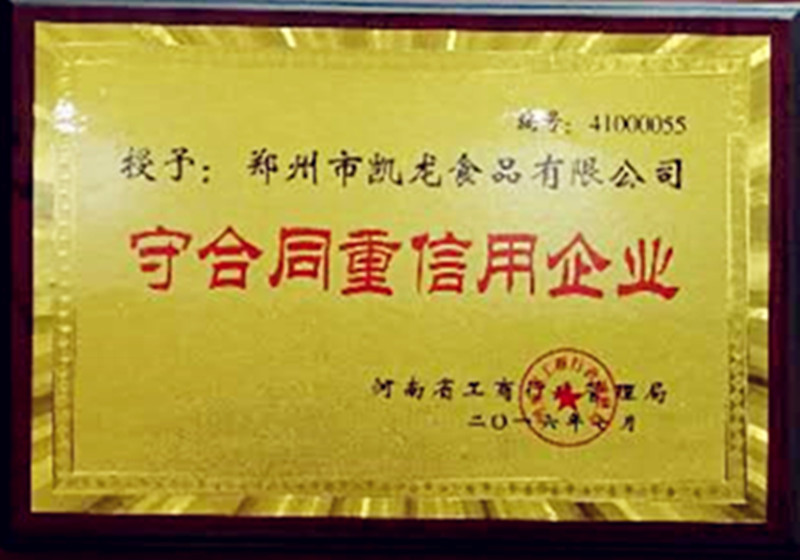 编号：41000055
授予：郑州市凯龙食品有限公司
守合同重信用企业
河南省工商行政管理局
二〇一六年七月